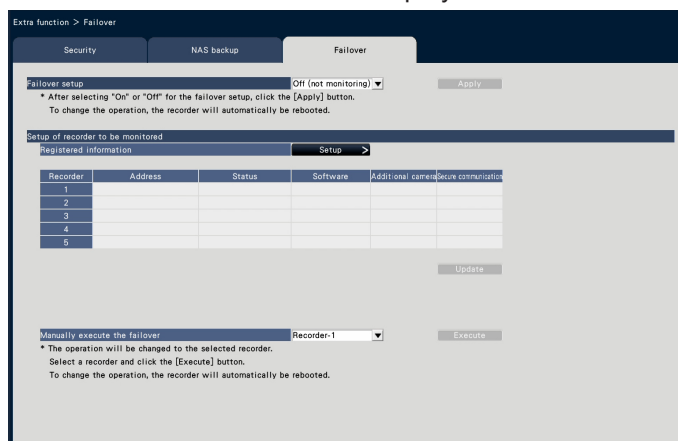 Extra function > Failover
Security NAS backup Failover
Failover setup Off (not monitoring) Apply
* After selecting "On" or "Off" for the failover setup, click the [Apply] button.
To change the operation, the recorder will automatically be rebooted.
Setup of recorder to be monitored
Registered information Setup >
Recorder Address Status Software Additional camera Secure communication
1
2
3
4
5
Update
Manually execute the failover Recorder-1 Execute
* The operation will be changed to the selected recorder.
Select a recorder and click the [Execute] button.
To change the operation, the recorder will automatically be rebooted.